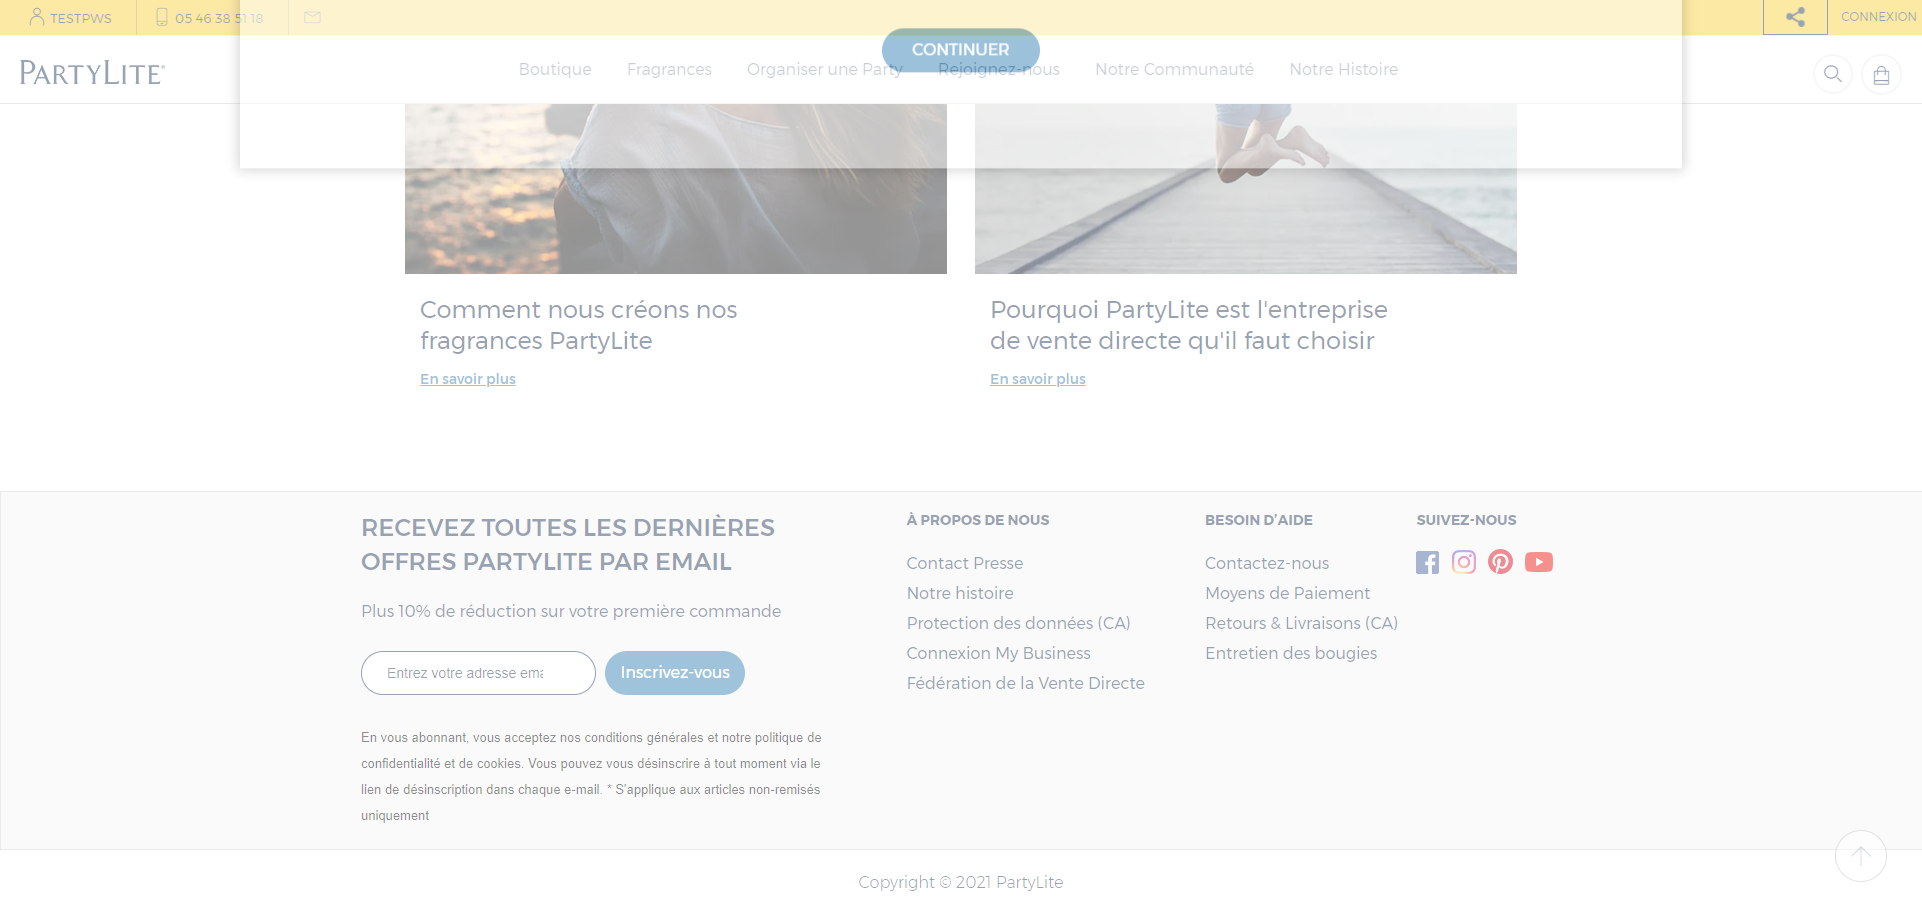 TESTPWS
05 46 38 51 18
CONNEXION
CONTINUER
PARTYLITE®
Boutique
Fragrances
Organiser une Party
Rejoignez-nous
Notre Communauté
Notre Histoire
Comment nous créons nos
fragrances PartyLite
En savoir plus
Pourquoi PartyLite est l'entreprise
de vente directe qu'il faut choisir
En savoir plus
RECEVEZ TOUTES LES DERNIÈRES
OFFRES PARTYLITE PAR EMAIL
Plus 10% de réduction sur votre première commande
Entrez votre adresse ema
Inscrivez-vous
En vous abonnant, vous acceptez nos conditions générales et notre politique de
confidentialité et de cookies. Vous pouvez vous désinscrire à tout moment via le
lien de désinscription dans chaque e-mail. * S'applique aux articles non-remisés
uniquement
À PROPOS DE NOUS
Contact Presse
Notre histoire
Protection des données (CA)
Connexion My Business
Fédération de la Vente Directe
BESOIN D'AIDE
Contactez-nous
Moyens de Paiement
Retours & Livraisons (CA)
Entretien des bougies
SUIVEZ-NOUS
Copyright © 2021 PartyLite